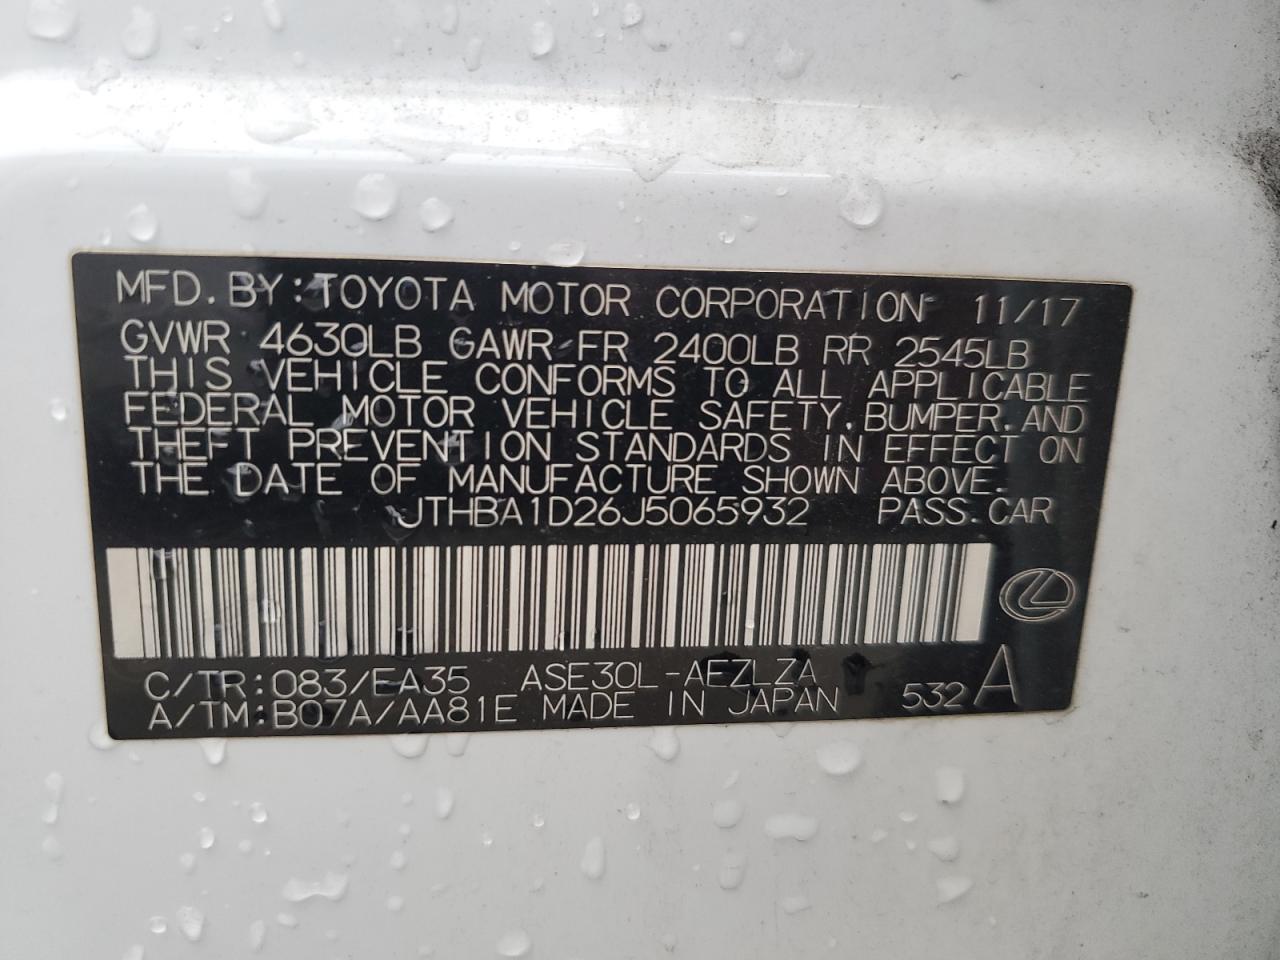 MFD. BY: TOYOTA MOTOR CORPORATION 11/17
GVWR 4630LB GAWR FR 2400LB RR 2545LB
THIS VEHICLE CONFORMS TO ALL APPLICABLE
FEDERAL MOTOR VEHICLE SAFETY, BUMPER, AND
THEFT PREVENTION STANDARDS IN EFFECT ON
THE DATE OF MANUFACTURE SHOWN ABOVE.
JTHBA1D26J5065932 PASS. CAR
C/TR: 083/EA35 ASE30L-AEZLZA
A/TM: B07A/AA81E MADE IN JAPAN 532 A